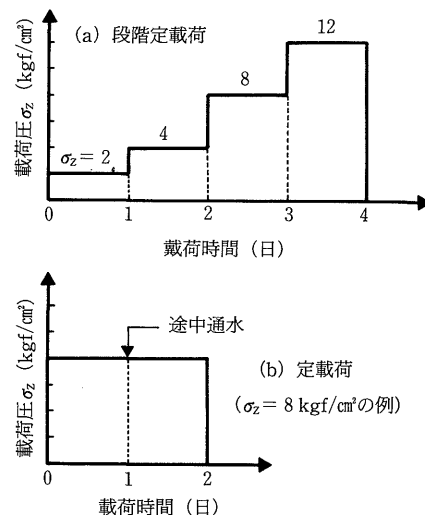 (a) 段階定載荷
載荷圧σz (kgf/c㎡)
σz= 2
4
8
12
0 1 2 3 4
戴荷時間（日）
載荷圧σz (kgf/c㎡)
途中通水
(b) 定載荷
(σz= 8 kgf/c㎡の例)
0 1 2
載荷時間（日）